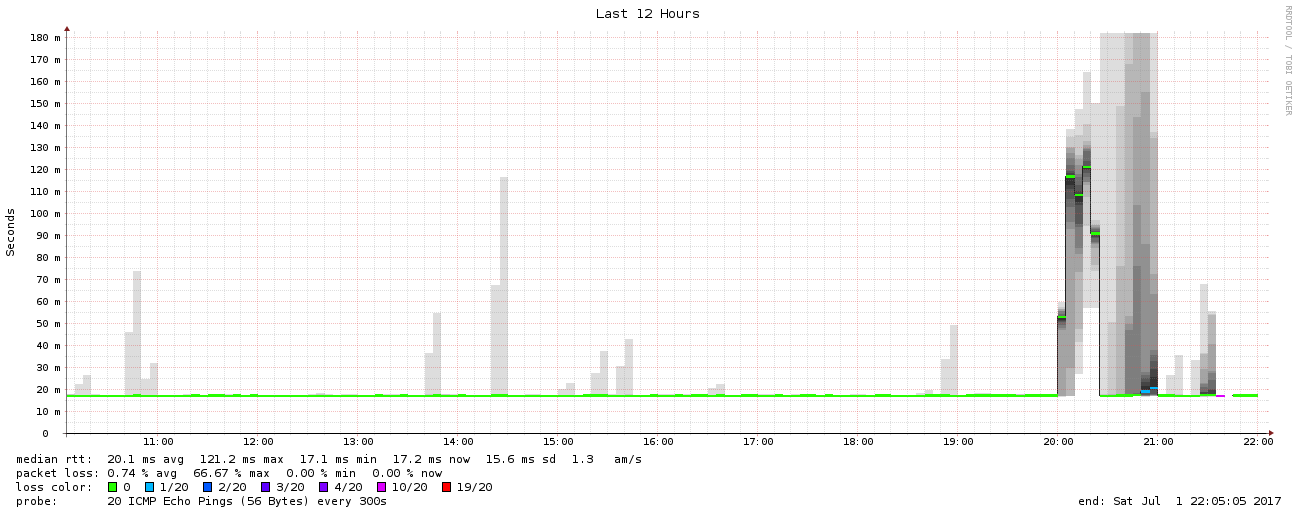 Last 12 Hours
RRDTOOL / TOBI OETIKER
Seconds
180 m
170 m
160 m
150 m
140 m
130 m
120 m
110 m
100 m
90 m
80 m
70 m
60 m
50 m
40 m
30 m
20 m
10 m
0
11:00 12:00 13:00 14:00 15:00 16:00 17:00 18:00 19:00 20:00 21:00 22:00
median rtt: 20.1 ms avg 121.2 ms max 17.1 ms min 17.2 ms now 15.6 ms sd 1.3 am/s
packet loss: 0.74 % avg 66.67 % max 0.00 % min 0.00 % now
loss color: 0 1/20 2/20 3/20 4/20 10/20 19/20
probe: 20 ICMP Echo Pings (56 Bytes) every 300s end: Sat Jul 1 22:05:05 2017